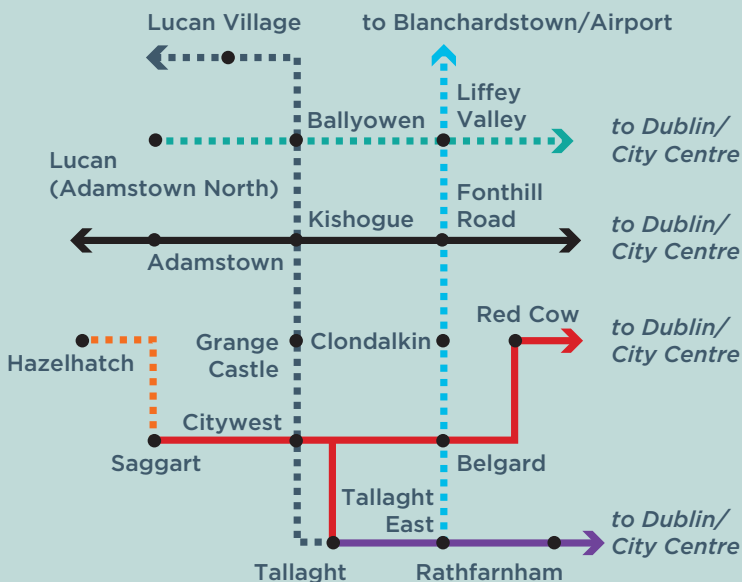 Lucan Village
to Blanchardstown/Airport
Ballyowen
Liffey
Valley
to Dublin/
City Centre
Lucan
(Adamstown North)
Kishogue
Fonthill
Road
to Dublin/
City Centre
Adamstown
Hazelhatch
Grange
Castle
Clondalkin
Red Cow
to Dublin/
City Centre
Citywest
Saggart
Belgard
Tallaght
East
to Dublin/
City Centre
Tallaght
Rathfarnham